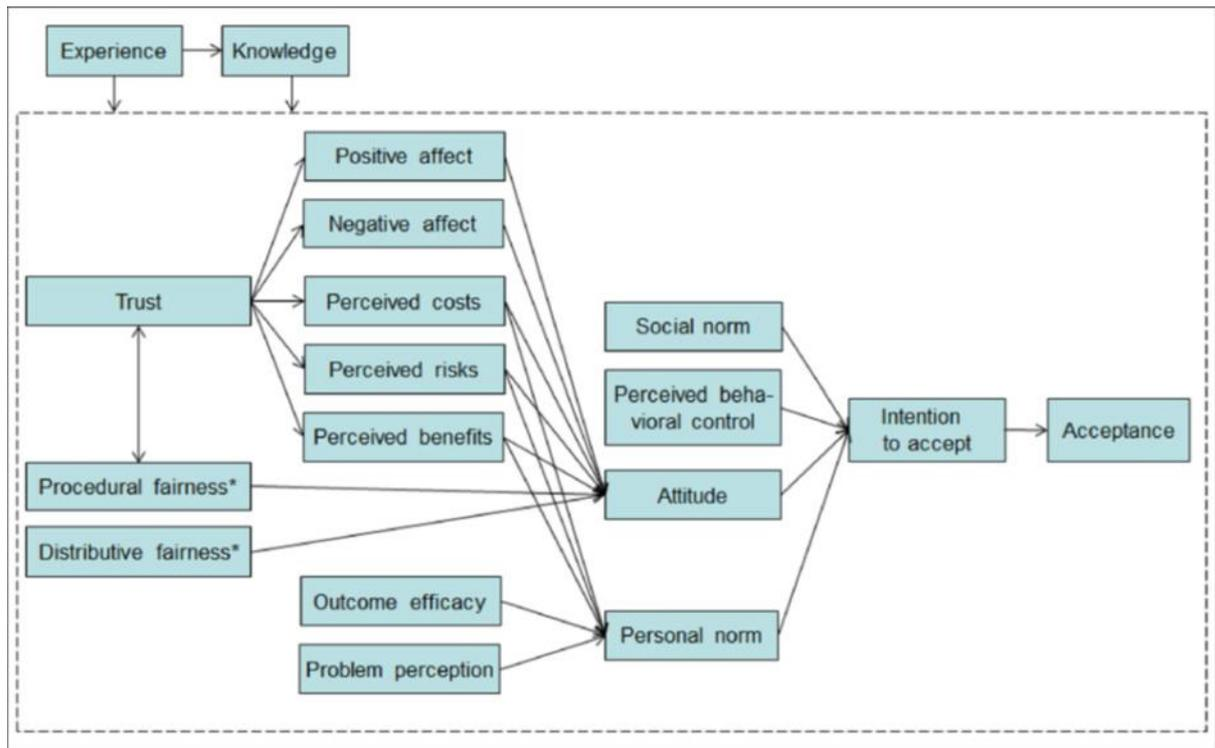 Experience
Knowledge
Positive affect
Negative affect
Trust
Perceived costs
Perceived risks
Perceived benefits
Procedural fairness*
Distributive fairness*
Outcome efficacy
Problem perception
Social norm
Perceived beha-
vioral control
Attitude
Personal norm
Intention
to accept
Acceptance